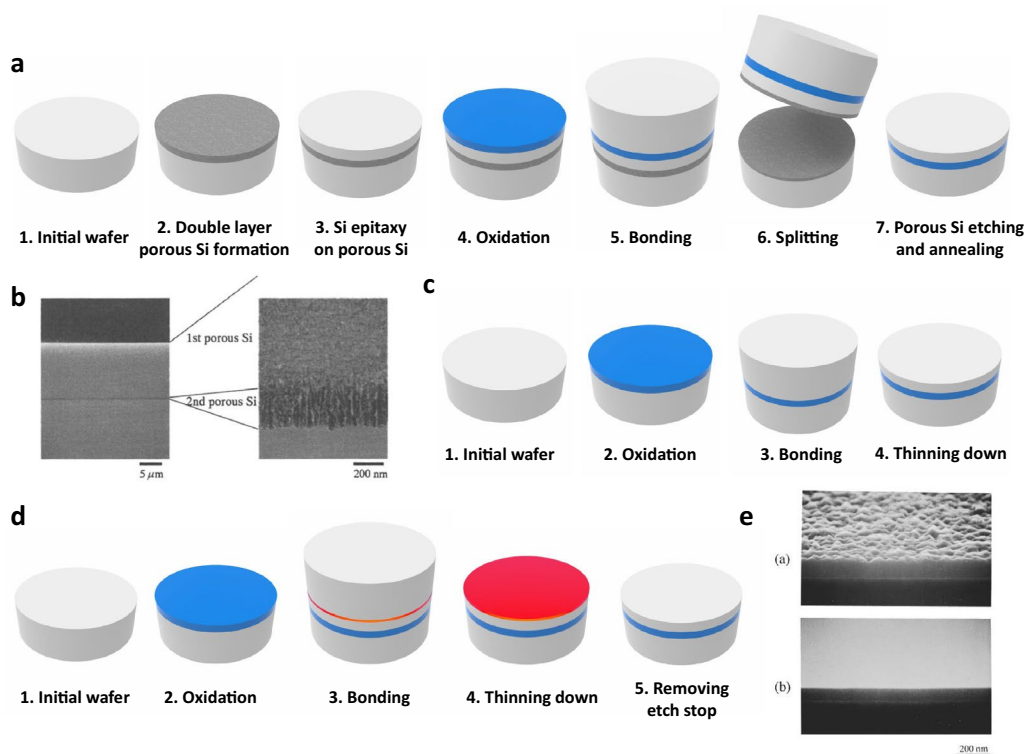 a
1. Initial wafer
2. Double layer
porous Si formation
3. Si epitaxy
on porous Si
4. Oxidation
5. Bonding
6. Splitting
7. Porous Si etching
and annealing
b
1st porous Si
2nd porous Si
5 μm
200 nm
c
1. Initial wafer
2. Oxidation
3. Bonding
4. Thinning down
d
1. Initial wafer
2. Oxidation
3. Bonding
4. Thinning down
5. Removing
etch stop
e
(a)
(b)
200 nm